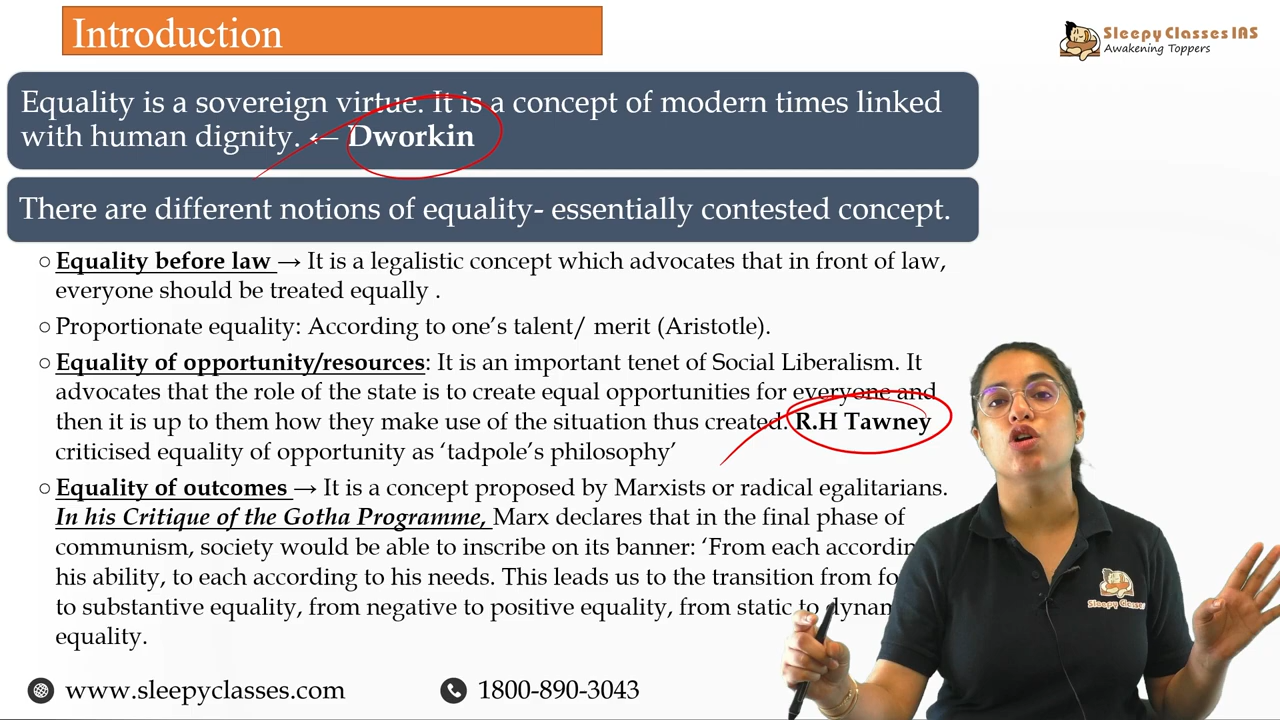 Introduction
Sleepy Classes IAS
Awakening Toppers
Equality is a sovereign virtue. It is a concept of modern times linked
with human dignity. ← Dworkin
There are different notions of equality- essentially contested concept.
○ Equality before law → It is a legalistic concept which advocates that in front of law,
everyone should be treated equally .
○ Proportionate equality: According to one's talent/ merit (Aristotle).
○ Equality of opportunity/resources: It is an important tenet of Social Liberalism. It
advocates that the role of the state is to create equal opportunities for everyone and
then it is up to them how they make use of the situation thus created. R.H Tawney
criticised equality of opportunity as ‘tadpole’s philosophy’
○ Equality of outcomes → It is a concept proposed by Marxists or radical egalitarians.
In his Critique of the Gotha Programme, Marx declares that in the final phase of
communism, society would be able to inscribe on its banner: ‘From each
his ability, to each according to his needs. This leads us to the transition from
to substantive equality, from negative to positive equality, from static to
equality.
Sleepy Classes
www.sleepyclasses.com
1800-890-3043